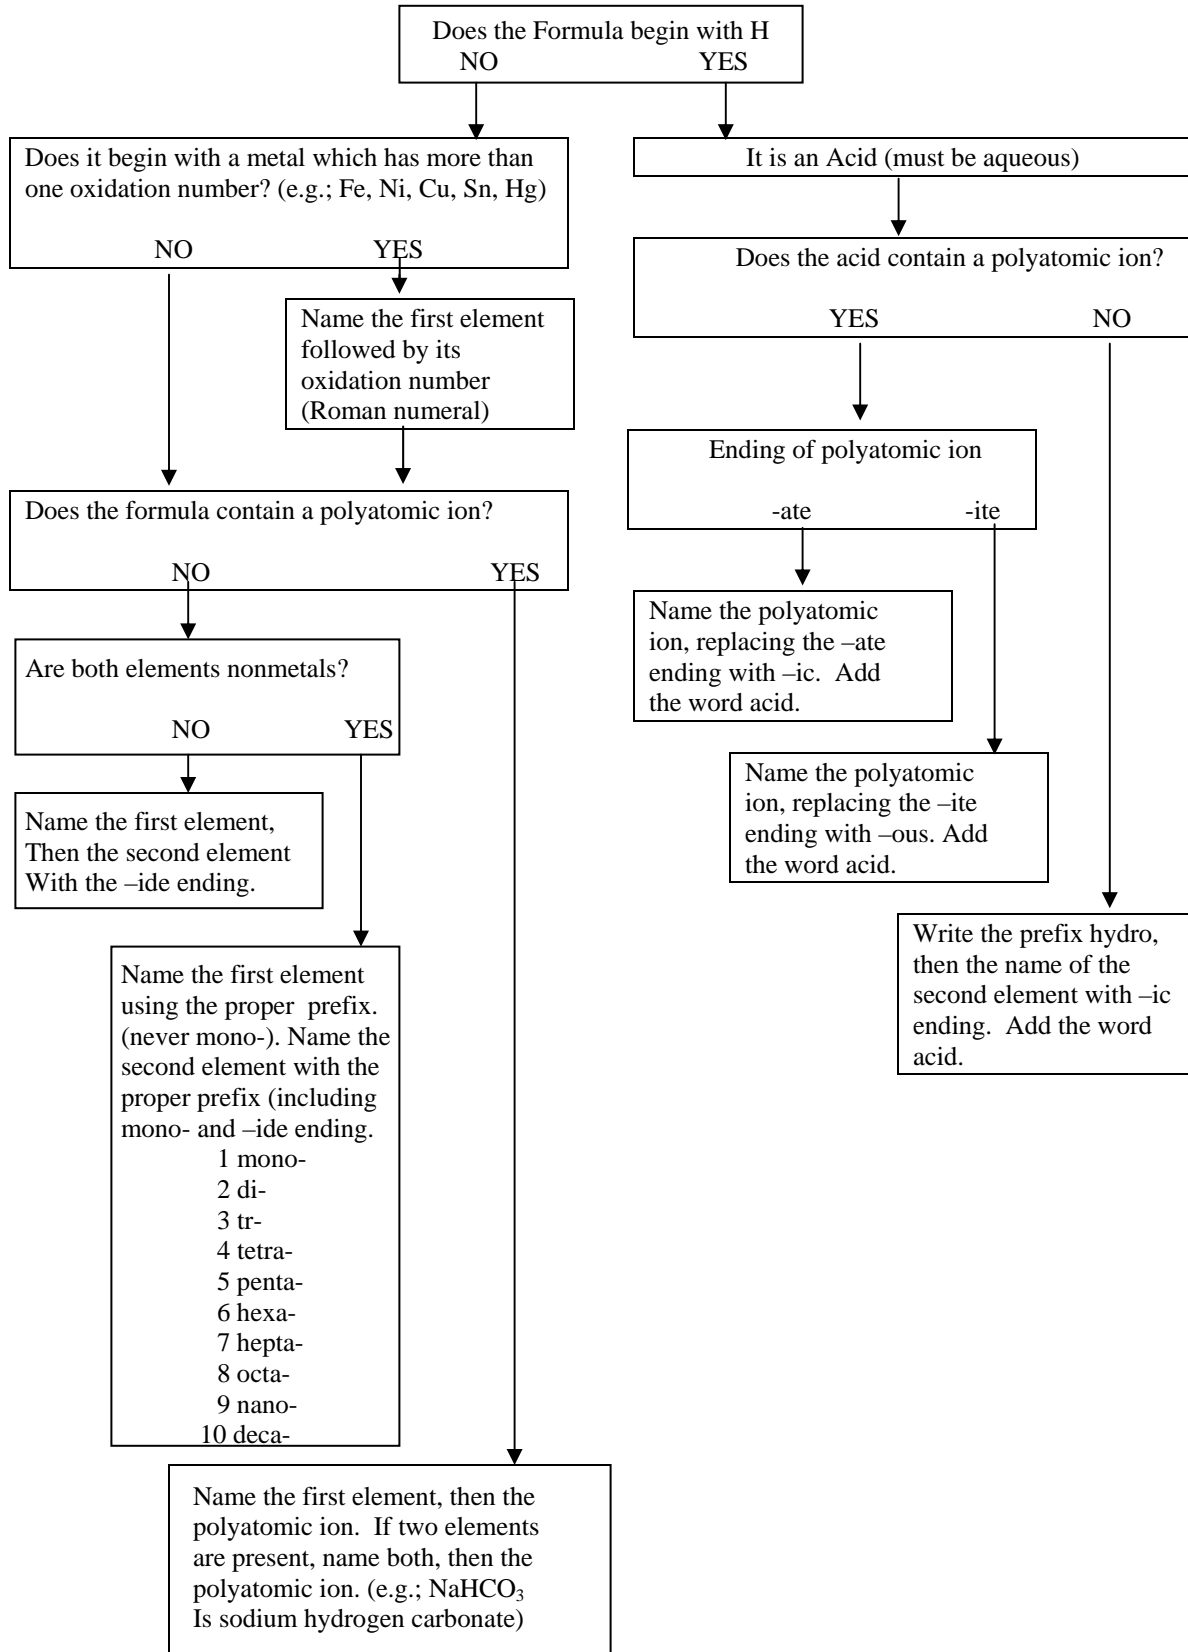 Does the Formula begin with H
NO YES
Does it begin with a metal which has more than
one oxidation number? (e.g.; Fe, Ni, Cu, Sn, Hg)
NO YES
Name the first element
followed by its
oxidation number
(Roman numeral)
Does the formula contain a polyatomic ion?
NO YES
Are both elements nonmetals?
NO YES
Name the first element,
Then the second element
With the –ide ending.
Name the first element
using the proper prefix.
(never mono-). Name the
second element with the
proper prefix (including
mono- and –ide ending.
1 mono-
2 di-
3 tr-
4 tetra-
5 penta-
6 hexa-
7 hepta-
8 octa-
9 nano-
10 deca-
Name the first element, then the
polyatomic ion. If two elements
are present, name both, then the
polyatomic ion. (e.g.; NaHCO₃
Is sodium hydrogen carbonate)
It is an Acid (must be aqueous)
Does the acid contain a polyatomic ion?
YES NO
Ending of polyatomic ion
-ate -ite
Name the polyatomic
ion, replacing the –ate
ending with –ic. Add
the word acid.
Name the polyatomic
ion, replacing the –ite
ending with –ous. Add
the word acid.
Write the prefix hydro,
then the name of the
second element with –ic
ending. Add the word
acid.